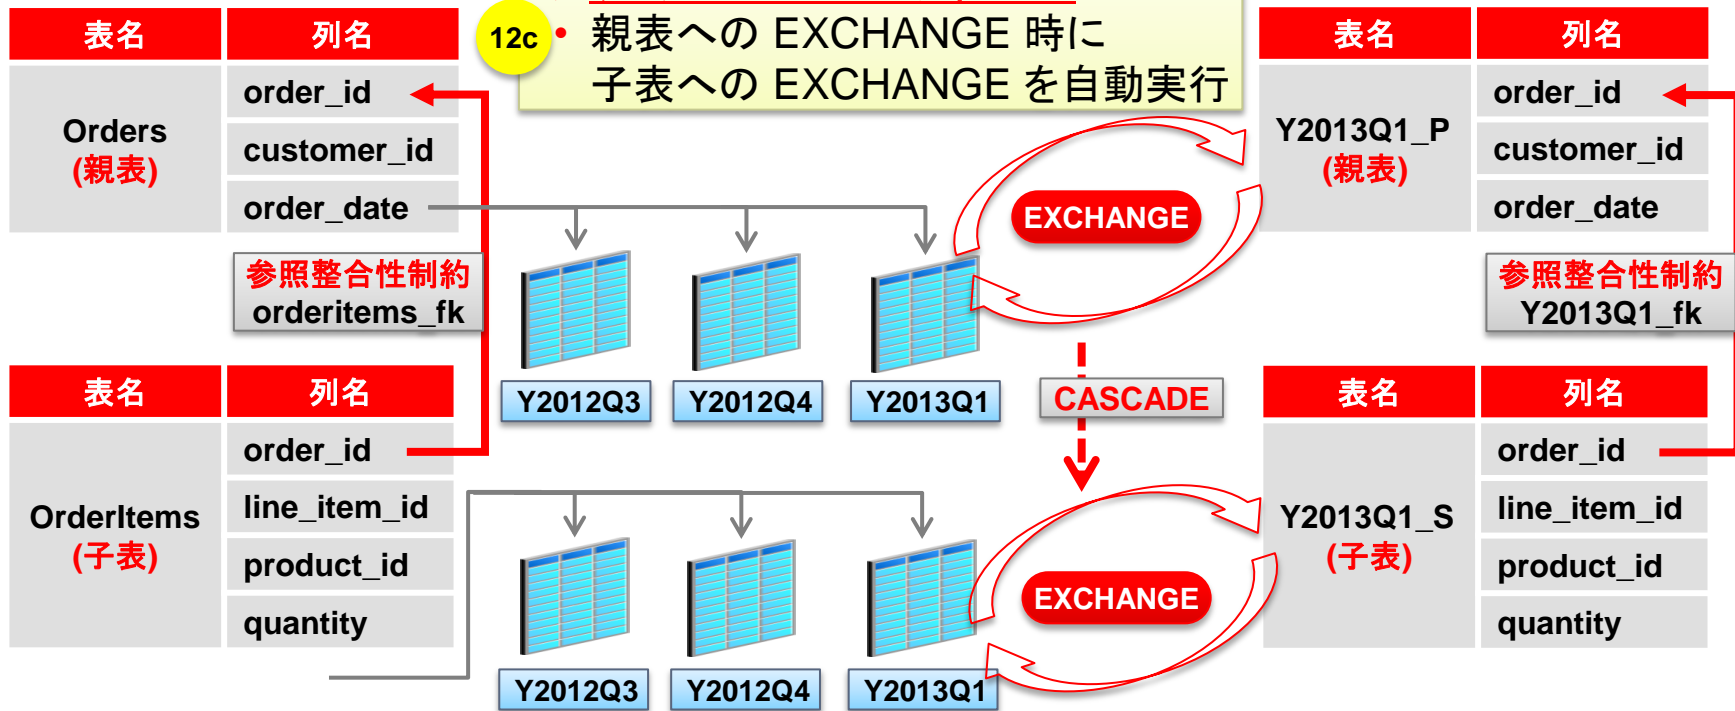 12c
• 親表への EXCHANGE 時に
子表への EXCHANGE を自動実行
表名 列名
Orders
(親表)
order_id
customer_id
order_date
参照整合性制約
orderitems_fk
表名 列名
OrderItems
(子表)
order_id
line_item_id
product_id
quantity
Y2012Q3 Y2012Q4 Y2013Q1
EXCHANGE
CASCADE
Y2012Q3 Y2012Q4 Y2013Q1
EXCHANGE
表名 列名
Y2013Q1_P
(親表)
order_id
customer_id
order_date
参照整合性制約
Y2013Q1_fk
表名 列名
Y2013Q1_S
(子表)
order_id
line_item_id
product_id
quantity